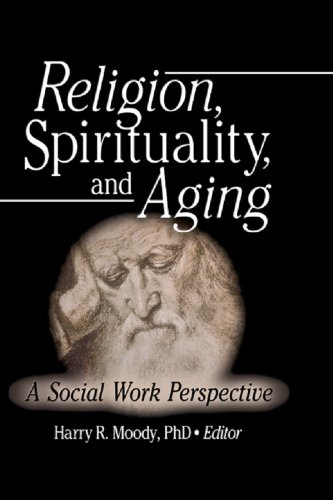 Religion,
Spirituality,
and Aging
A Social Work Perspective
Harry R. Moody, PhD • Editor